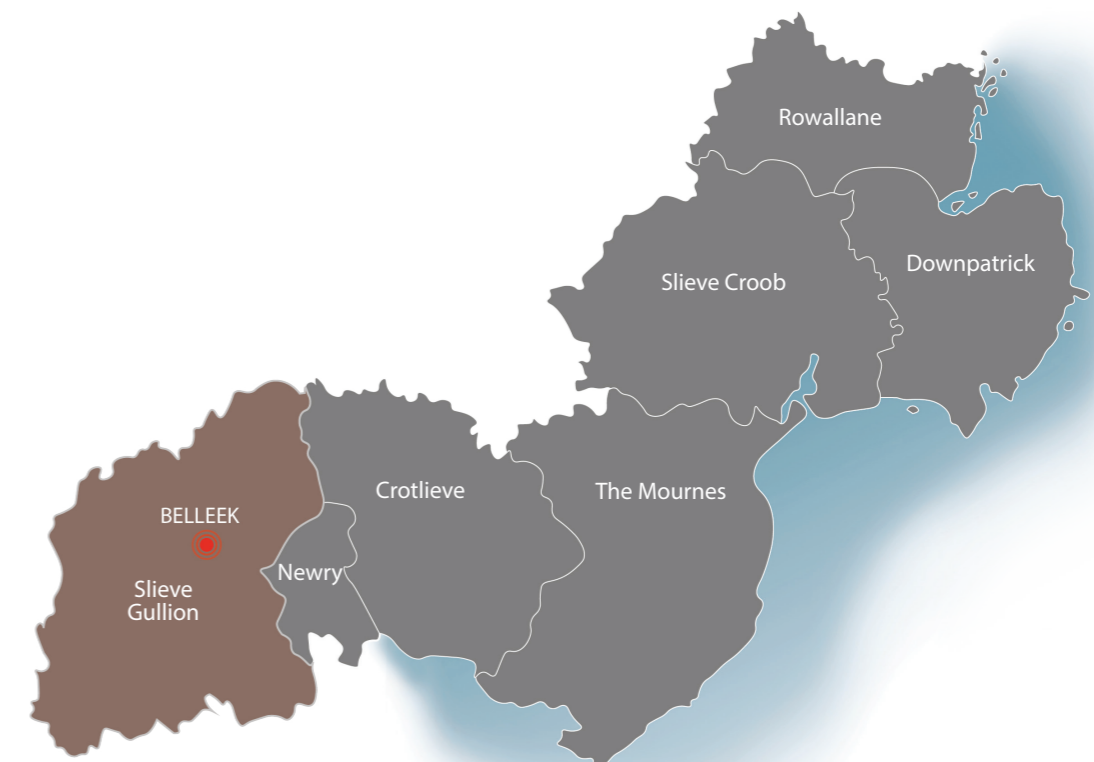 Rowallane
Downpatrick
Slieve Croob
Crotlieve
The Mournes
BELLEEK
Newry
Slieve
Gullion